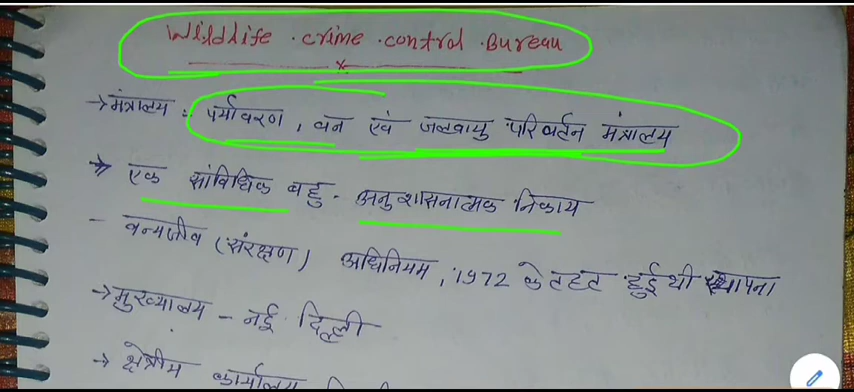 Wildlife . crime . control . Bureau
→ मंत्रालय : पर्यावरण , वन एवं जलवायु परिवर्तन मंत्रालय
→ एक सांविधिक बहु - अनुशासनात्मक निकाय
- वन्यजीव (संरक्षण) अधिनियम, 1972 के तहत हुई थी स्थापना
→ मुख्यालय - नई दिल्ली
→ क्षेत्रीय कार्यालय